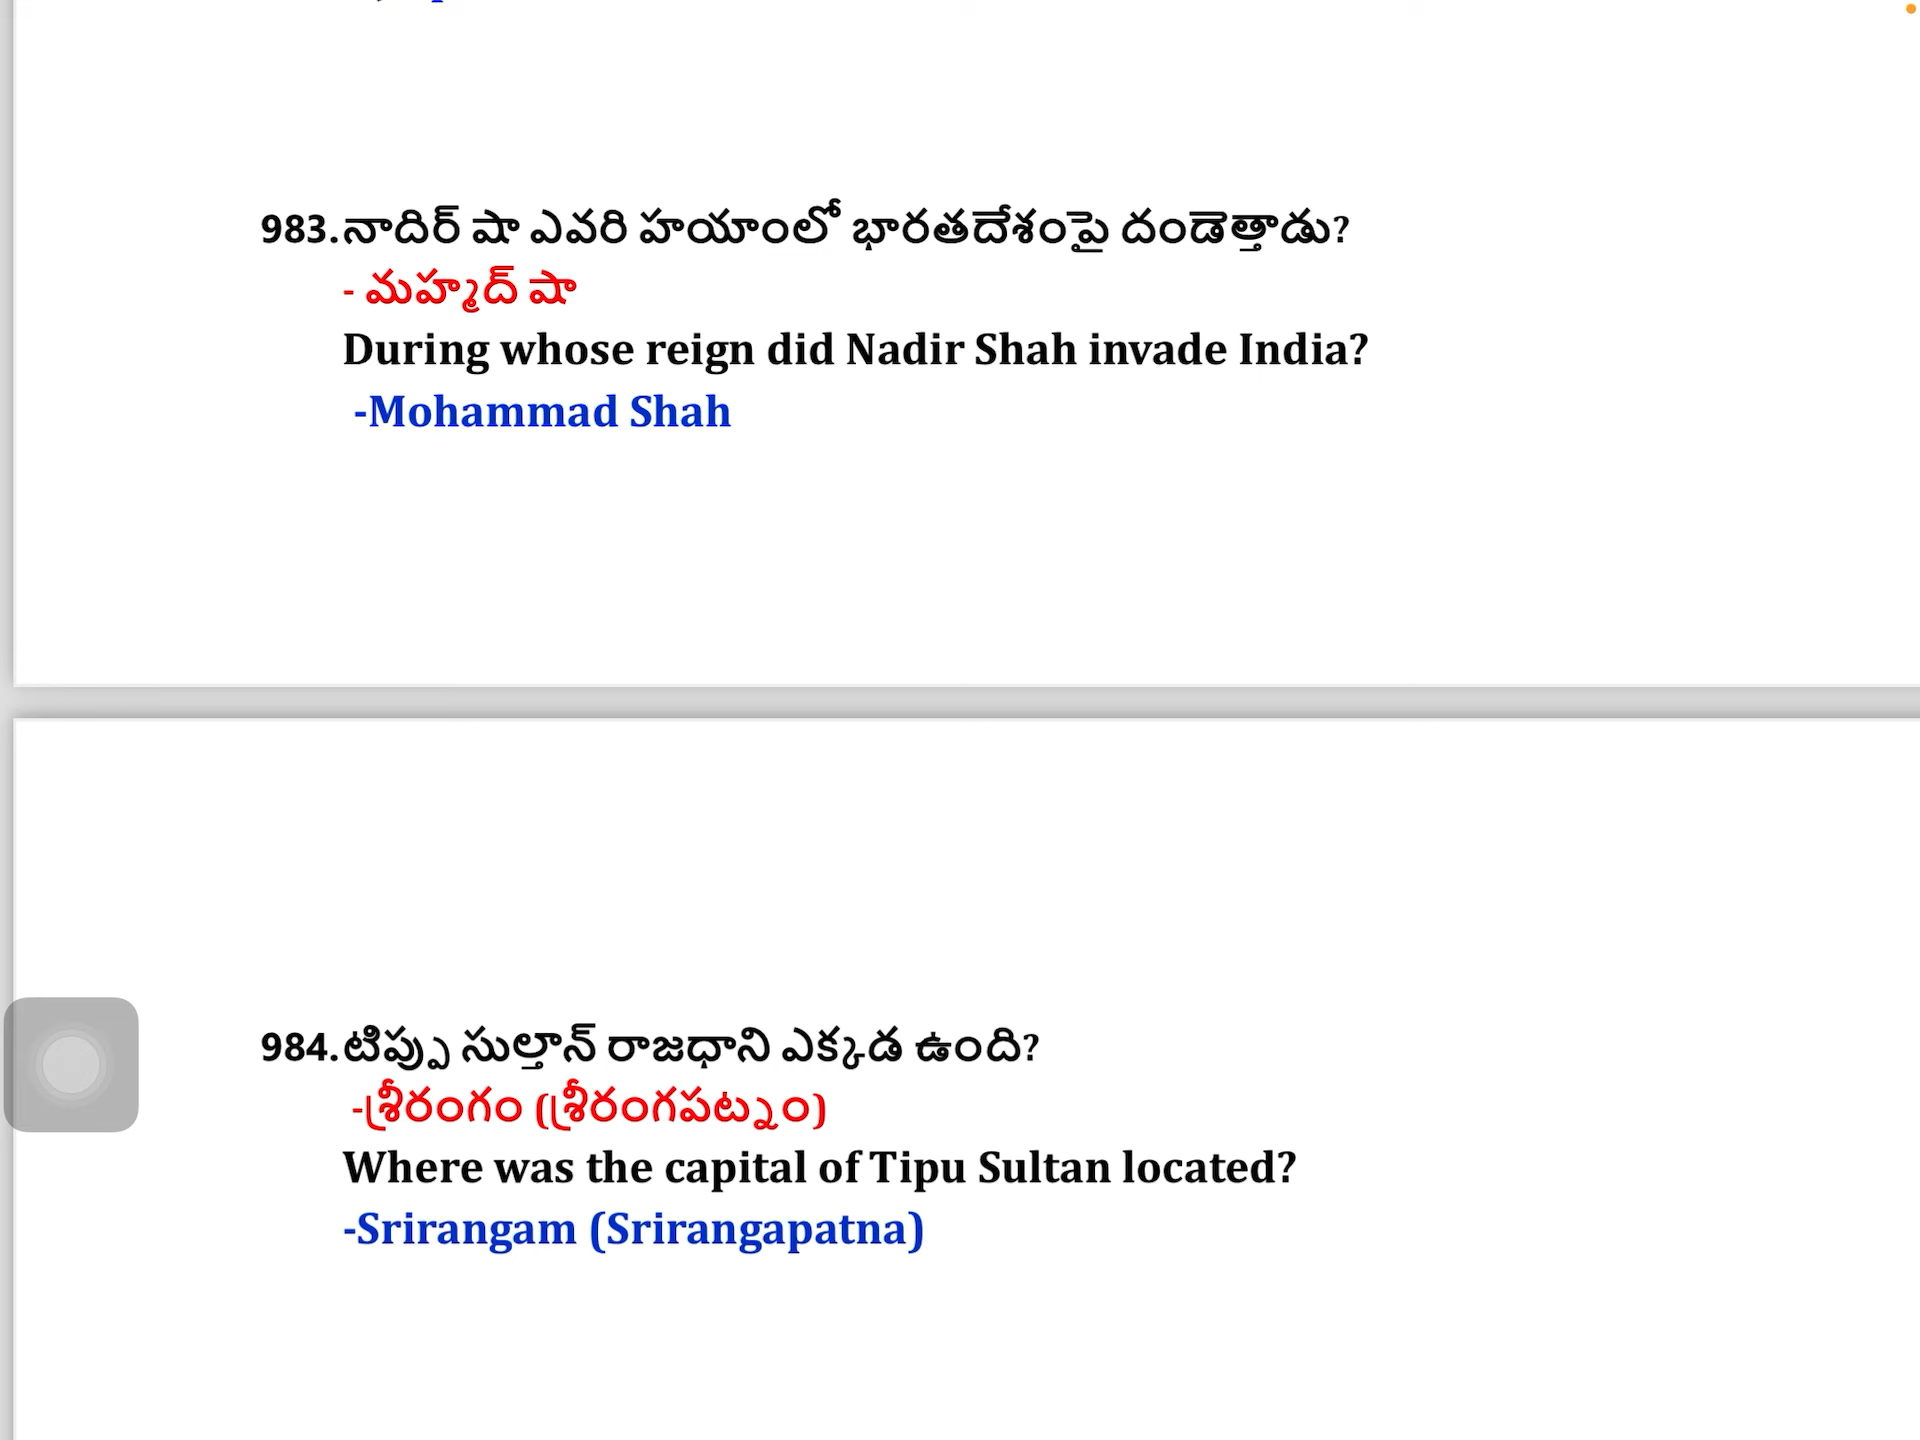 983.నాదిర్ షా ఎవరి హయాంలో భారతదేశంపై దండెత్తాడు?
- మహ్మద్ షా
During whose reign did Nadir Shah invade India?
-Mohammad Shah
984.టిప్పు సుల్తాన్ రాజధాని ఎక్కడ ఉంది?
-శ్రీరంగం (శ్రీరంగపట్నం)
Where was the capital of Tipu Sultan located?
-Srirangam (Srirangapatna)